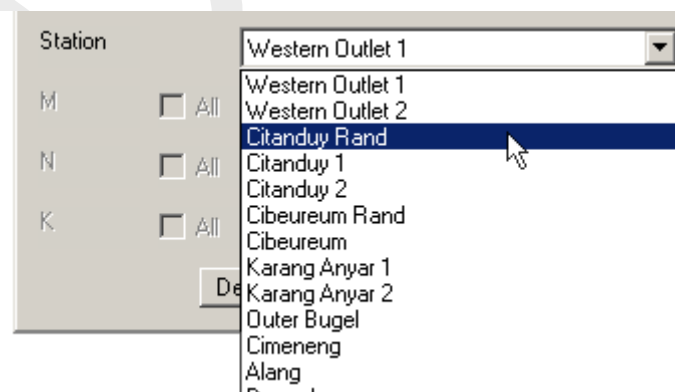 Station Western Outlet 1
Western Outlet 1
M All Western Outlet 2
Citanduy Rand
N All Citanduy 1
Citanduy 2
K All Cibeureum Rand
Cibeureum
Karang Anyar 1
Karang Anyar 2
Outer Bugel
Cimeneng
Alang